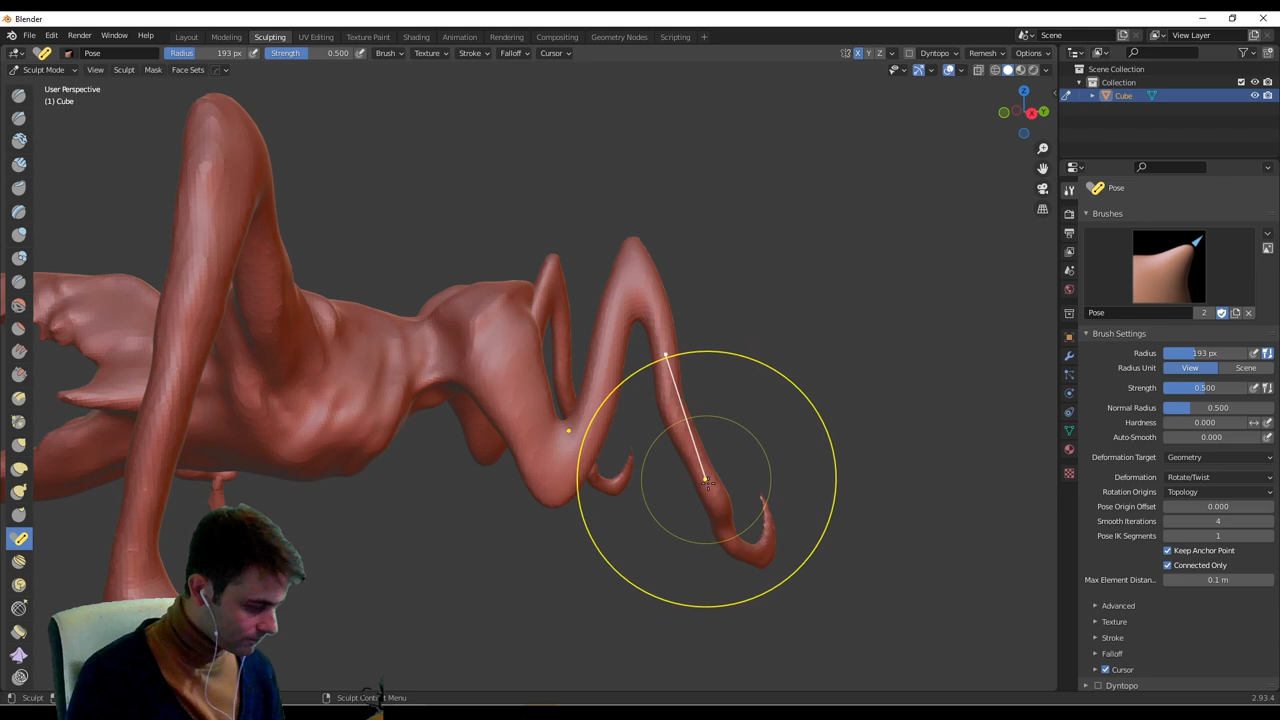 Blender
File Edit Render Window Help Layout Modeling Sculpting UV Editing Texture Paint Shading Animation Rendering Compositing Geometry Nodes Scripting + Scene View Layer
Pose Radius 193 px Strength 0.500 Brush Texture Stroke Falloff Cursor X Y Z Dyntopo Remesh Options
Sculpt Mode View Sculpt Mask Face Sets
User Perspective
(1) Cube
Z
X
Y
Scene Collection
Collection
Cube
Pose
Brushes
Pose 2
Brush Settings
Radius 193 px
Radius Unit View Scene
Strength 0.500
Normal Radius 0.500
Hardness 0.000
Auto-Smooth 0.000
Deformation Target Geometry
Deformation Rotate/Twist
Rotation Origins Topology
Pose Origin Offset 0.000
Smooth Iterations 4
Pose IK Segments 1
Keep Anchor Point
Connected Only
Max Element Distan... 0.1 m
Advanced
Texture
Stroke
Falloff
Cursor
Dyntopo
Sculpt Sculpt Context Menu 2.93.4